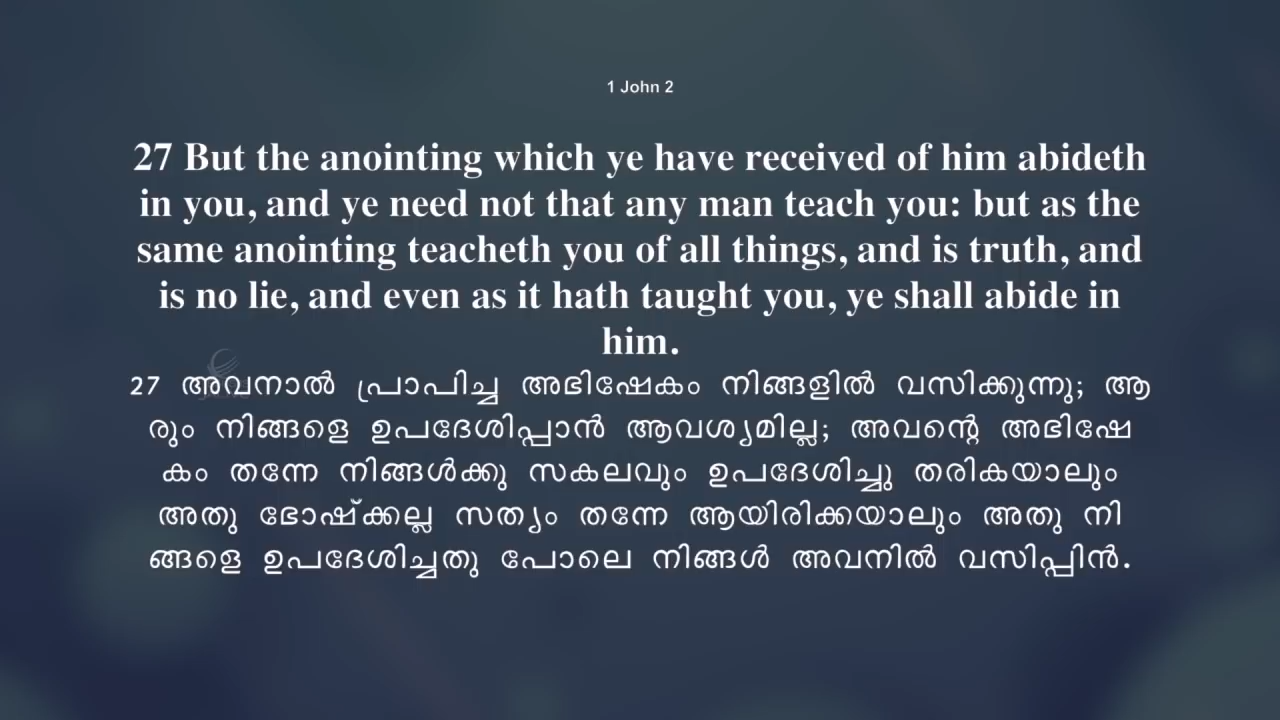 1 John 2
27 But the anointing which ye have received of him abideth
in you, and ye need not that any man teach you: but as the
same anointing teacheth you of all things, and is truth, and
is no lie, and even as it hath taught you, ye shall abide in
him.
27 അവനാൽ പ്രാപിച്ച അഭിഷേകം നിങ്ങളിൽ വസിക്കുന്നു; ആ
രും നിങ്ങളെ ഉപദേശിപ്പാൻ ആവശ്യമില്ല; അവന്റെ അഭിഷേ
കം തന്നേ നിങ്ങൾക്കു സകലവും ഉപദേശിച്ചു തരികയാലും
അതു ഭോഷ്ക്കല്ല സത്യം തന്നേ ആയിരിക്കയാലും അതു നി
ങ്ങളെ ഉപദേശിച്ചതു പോലെ നിങ്ങൾ അവനിൽ വസിപ്പിൻ.